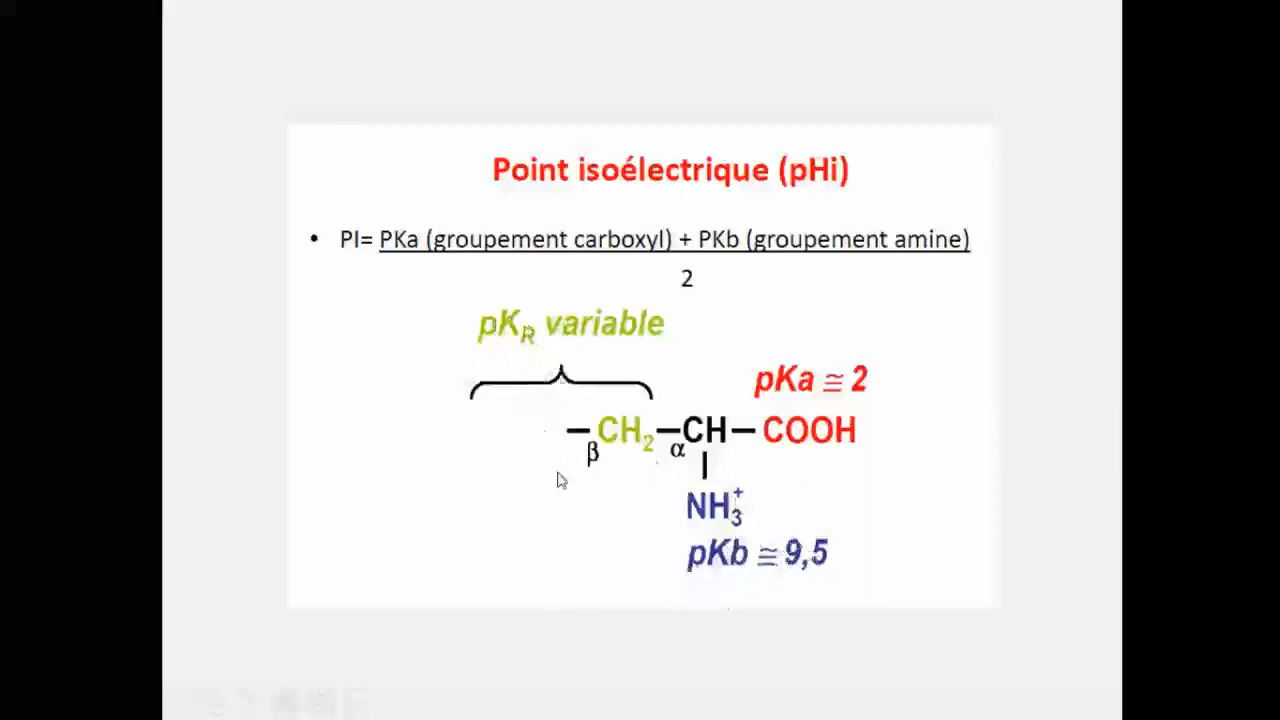 Point isoélectrique (pHi)
• PI= PKa (groupement carboxyl) + PKb (groupement amine)
2
pK_R variable
pKa ≅ 2
–CH₂–CH–COOH
β α
NH₃⁺
pKb ≅ 9,5